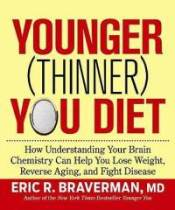 YOUNGER
(THINNER)
YOU DIET
How Understanding Your Brain
Chemistry Can Help You Lose Weight,
Reverse Aging, and Fight Disease
ERIC R. BRAVERMAN, MD
Author of the New York Times Bestseller Younger You